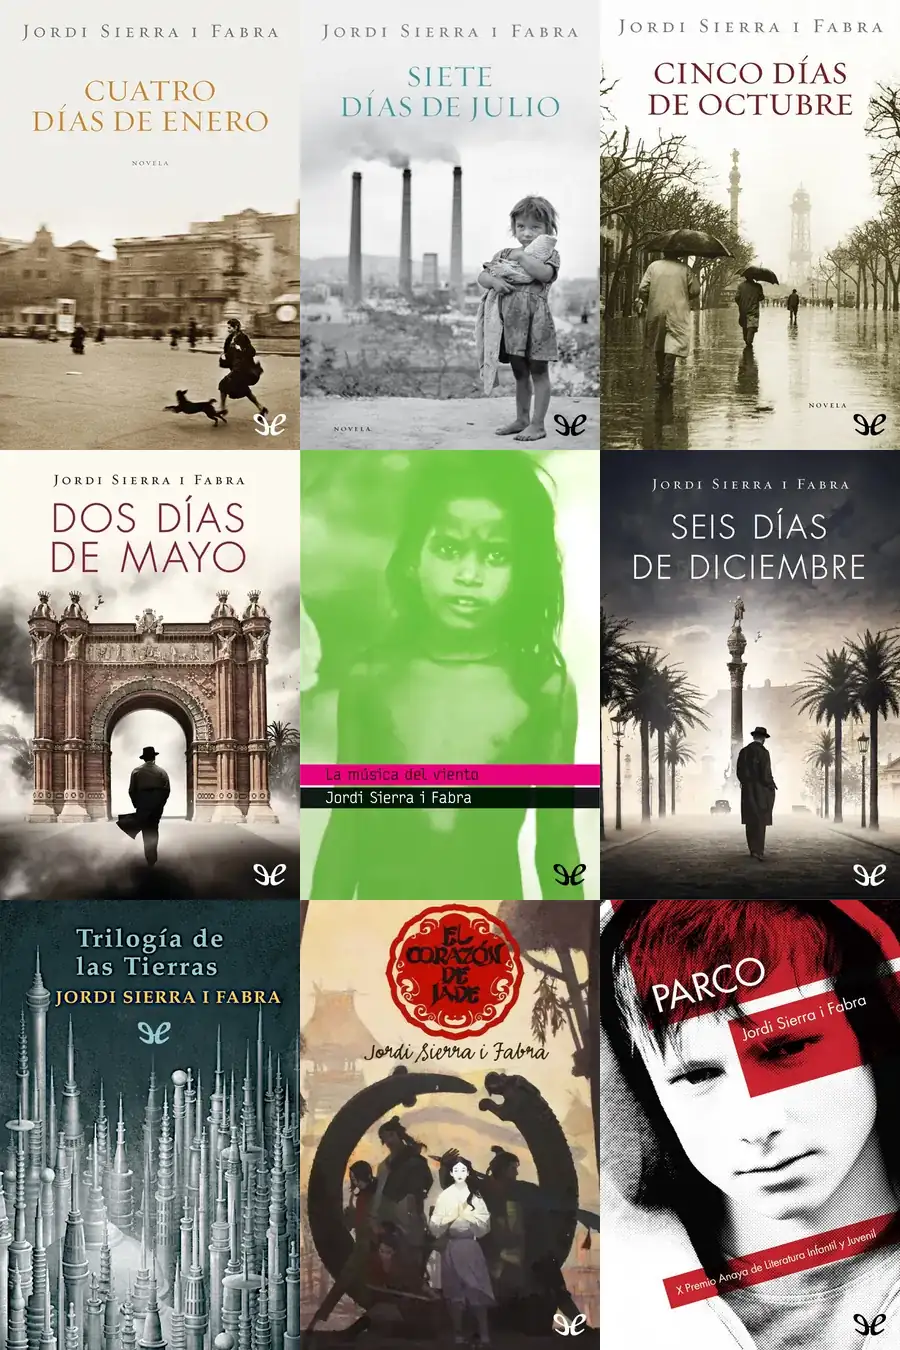 JORDI SIERRA I FABRA
CUATRO
DÍAS DE ENERO
NOVELA
JORDI SIERRA I FABRA
SIETE
DÍAS DE JULIO
NOVELA
JORDI SIERRA I FABRA
CINCO DÍAS
DE OCTUBRE
NOVELA
JORDI SIERRA I FABRA
DOS DÍAS
DE MAYO
La música del viento
Jordi Sierra i Fabra
JORDI SIERRA I FABRA
SEIS DÍAS
DE DICIEMBRE
Trilogía de
las Tierras
JORDI SIERRA I FABRA
EL
CORAZÓN
DE
JADE
Jordi Sierra i Fabra
PARCO
Jordi Sierra i Fabra
X Premio Anaya de Literatura Infantil y Juvenil